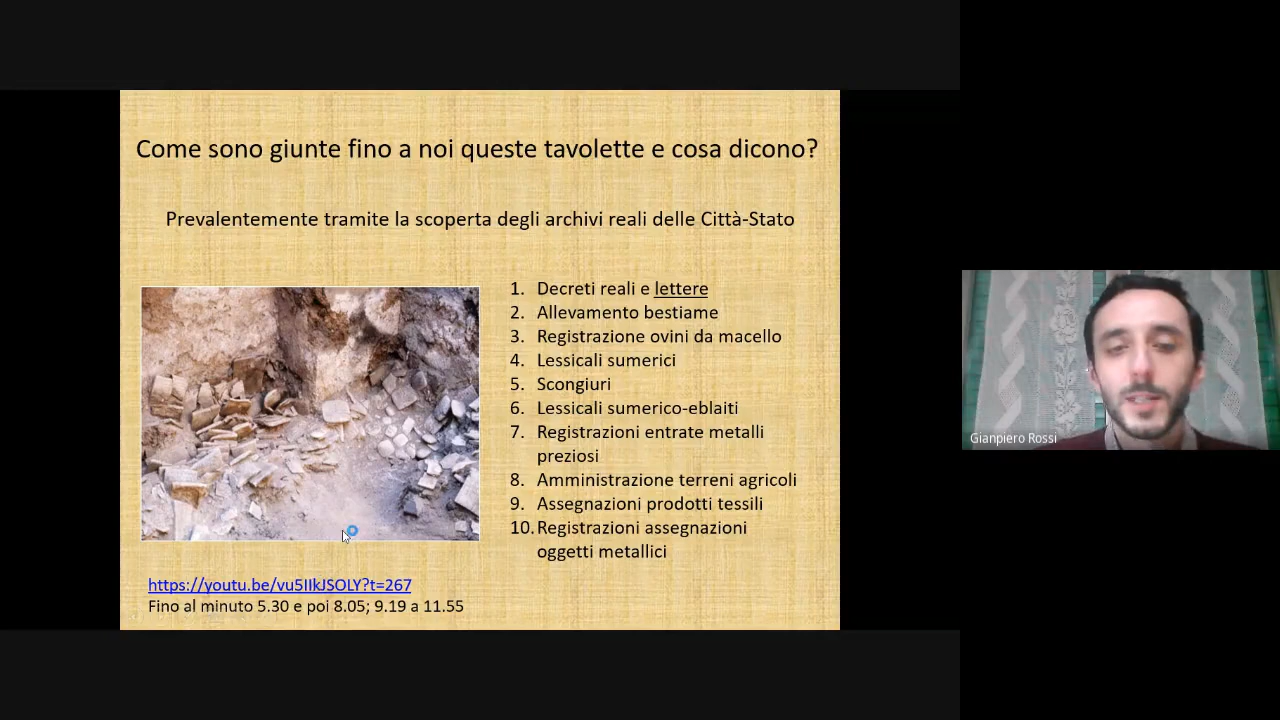 Come sono giunte fino a noi queste tavolette e cosa dicono?
Prevalentemente tramite la scoperta degli archivi reali delle Città-Stato
1. Decreti reali e lettere
2. Allevamento bestiame
3. Registrazione ovini da macello
4. Lessicali sumerici
5. Scongiuri
6. Lessicali sumerico-eblaiti
7. Registrazioni entrate metalli
preziosi
8. Amministrazione terreni agricoli
9. Assegnazioni prodotti tessili
10. Registrazioni assegnazioni
oggetti metallici
https://youtu.be/vu5IIkJSOLY?t=267
Fino al minuto 5.30 e poi 8.05; 9.19 a 11.55
Gianpiero Rossi